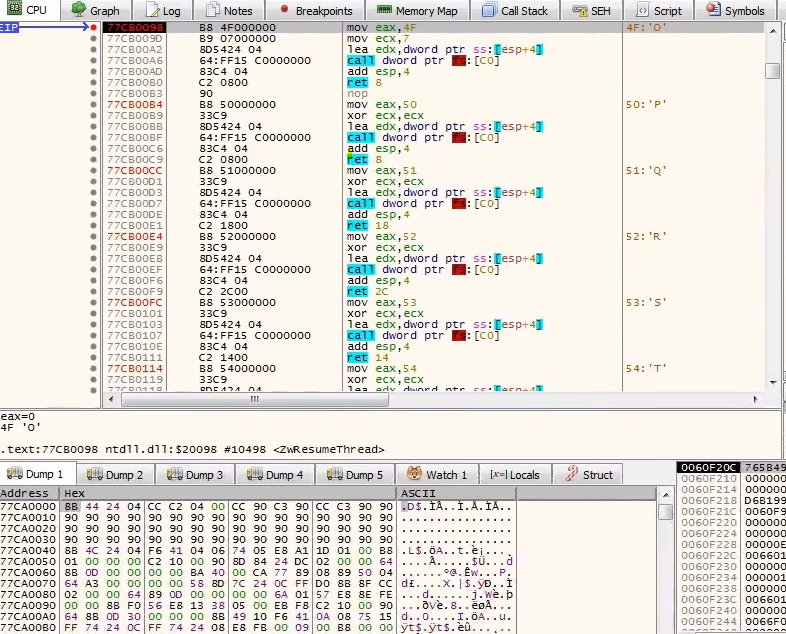 CPU Graph Log Notes Breakpoints Memory Map Call Stack SEH Script Symbols
EIP 77CB0098 B8 4F000000 mov eax,4F 4F:'O'
77CB009D B9 07000000 mov ecx,7
77CB00A2 8D5424 04 lea edx,dword ptr ss:[esp+4]
77CB00A6 64:FF15 C0000000 call dword ptr fs:[C0]
77CB00AD 83C4 04 add esp,4
77CB00B0 C2 0800 ret 8
77CB00B3 90 nop
77CB00B4 B8 50000000 mov eax,50 50:'P'
77CB00B9 33C9 xor ecx,ecx
77CB00BB 8D5424 04 lea edx,dword ptr ss:[esp+4]
77CB00BF 64:FF15 C0000000 call dword ptr fs:[C0]
77CB00C6 83C4 04 add esp,4
77CB00C9 C2 0800 ret 8
77CB00CC B8 51000000 mov eax,51 51:'Q'
77CB00D1 33C9 xor ecx,ecx
77CB00D3 8D5424 04 lea edx,dword ptr ss:[esp+4]
77CB00D7 64:FF15 C0000000 call dword ptr fs:[C0]
77CB00DE 83C4 04 add esp,4
77CB00E1 C2 1800 ret 18
77CB00E4 B8 52000000 mov eax,52 52:'R'
77CB00E9 33C9 xor ecx,ecx
77CB00EB 8D5424 04 lea edx,dword ptr ss:[esp+4]
77CB00EF 64:FF15 C0000000 call dword ptr fs:[C0]
77CB00F6 83C4 04 add esp,4
77CB00F9 C2 2C00 ret 2C
77CB00FC B8 53000000 mov eax,53 53:'S'
77CB0101 33C9 xor ecx,ecx
77CB0103 8D5424 04 lea edx,dword ptr ss:[esp+4]
77CB0107 64:FF15 C0000000 call dword ptr fs:[C0]
77CB010E 83C4 04 add esp,4
77CB0111 C2 1400 ret 14
77CB0114 B8 54000000 mov eax,54 54:'T'
77CB0119 33C9 xor ecx,ecx
77CB011B 8D5424 04 lea edx,dword ptr ss:[esp+4]
eax=0
4F 'O'
.text:77CB0098 ntdll.dll:$20098 #10498 <ZwResumeThread>
Dump 1 Dump 2 Dump 3 Dump 4 Dump 5 Watch 1 [x=] Locals Struct
Address Hex ASCII
77CA0000 8B 44 24 04 CC C2 04 00 CC 90 C3 90 CC C3 90 90 .D$.ÌÂ..Ì.Ã.ÌÃ..
77CA0010 90 90 90 90 90 90 90 90 90 90 90 90 90 90 90 90 ................
77CA0020 90 90 90 90 90 90 90 90 90 90 90 90 90 90 90 90 ................
77CA0030 90 90 90 90 90 90 90 90 90 90 90 90 90 90 90 90 ................
77CA0040 8B 4C 24 04 F6 41 04 06 74 05 E8 A1 1D 01 00 B8
77CA0050 01 00 00 00 C2 10 00 90 8D 84 24 DC 02 00 00 64
77CA0060 8B 0D 00 00 00 00 BA 40 00 CA 77 89 08 89 50 04
77CA0070 64 A3 00 00 00 00 58 8D 7C 24 0C FF D0 8B 8F CC
77CA0080 02 00 00 00 64 89 0D 00 00 00 00 6A 01 57 E8 8E FE
77CA0090 00 00 8B F0 56 E8 13 38 05 00 EB F8 C2 10 00 90
77CA00A0 64 8B 0D 30 00 00 00 8B 49 10 F6 41 0A 08 75 15
77CA00B0 FF 74 24 0C FF 74 24 08 E8 FB 09 00 B8 00 00
0060F20C 765B49
0060F210 000000
0060F214 000000
0060F218 D6B199
0060F21C 0060F9
0060F220 000000
0060F224 000000
0060F228 00000E
0060F22C 006601
0060F230 000000
0060F234 000001
0060F238 000000
0060F23C 006601
0060F240 000000
0060F244 0066F0